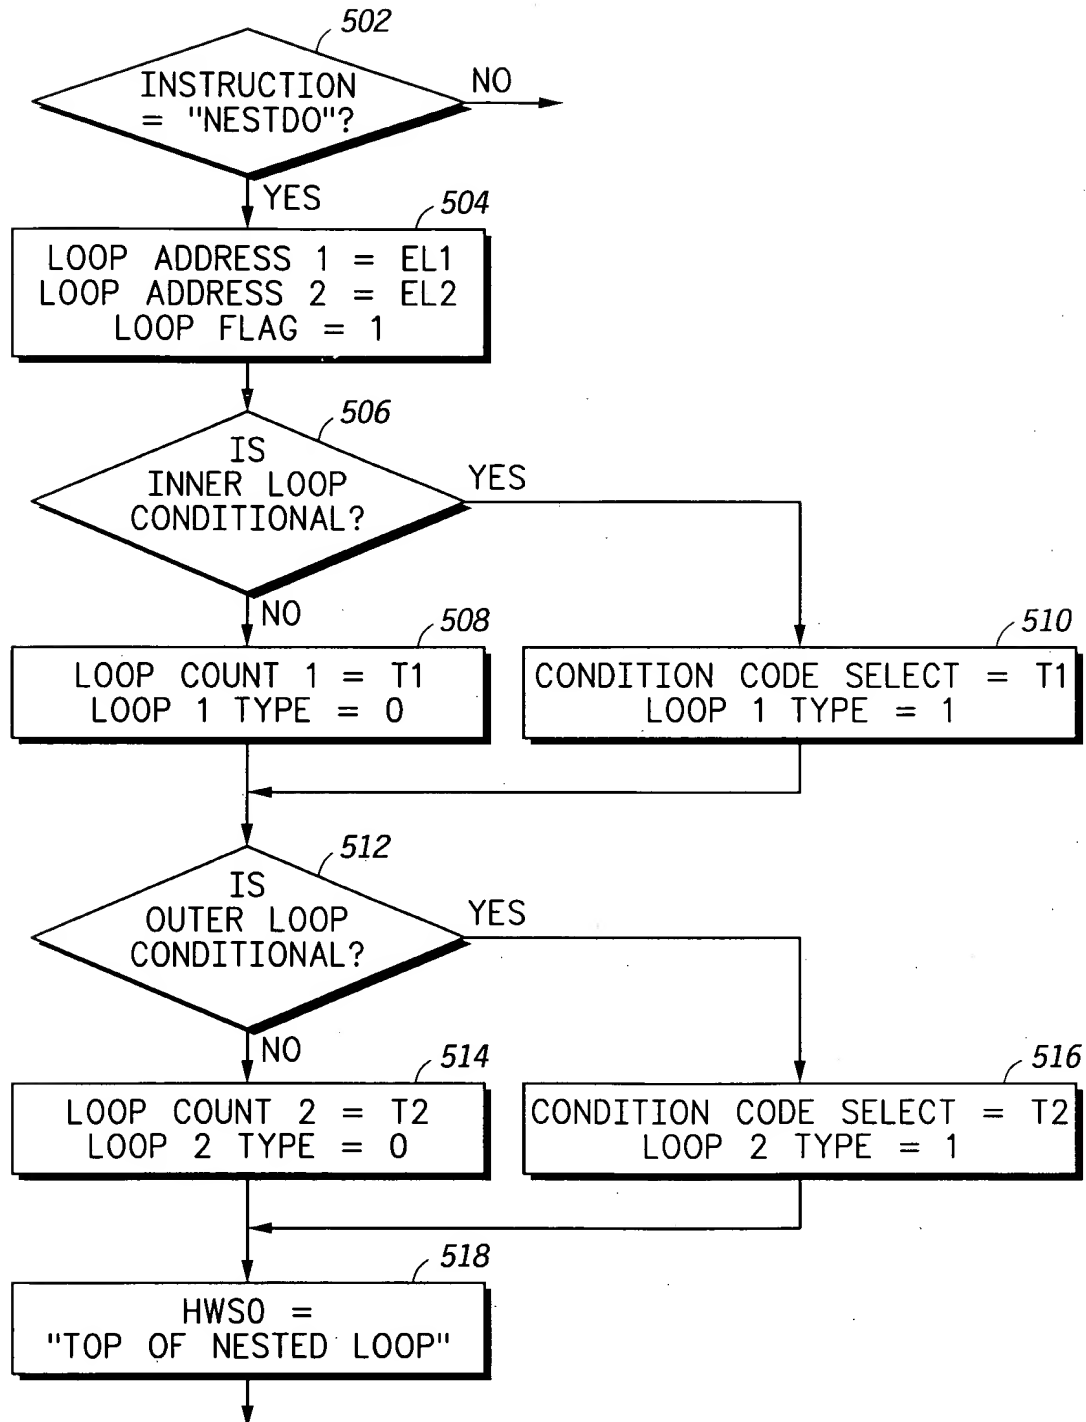 502
INSTRUCTION
= "NESTDO"?
NO
YES
504
LOOP ADDRESS 1 = EL1
LOOP ADDRESS 2 = EL2
LOOP FLAG = 1
506
IS
INNER LOOP
CONDITIONAL?
YES
NO
508
LOOP COUNT 1 = T1
LOOP 1 TYPE = 0
510
CONDITION CODE SELECT = T1
LOOP 1 TYPE = 1
512
IS
OUTER LOOP
CONDITIONAL?
YES
NO
514
LOOP COUNT 2 = T2
LOOP 2 TYPE = 0
516
CONDITION CODE SELECT = T2
LOOP 2 TYPE = 1
518
HWS0 =
"TOP OF NESTED LOOP"